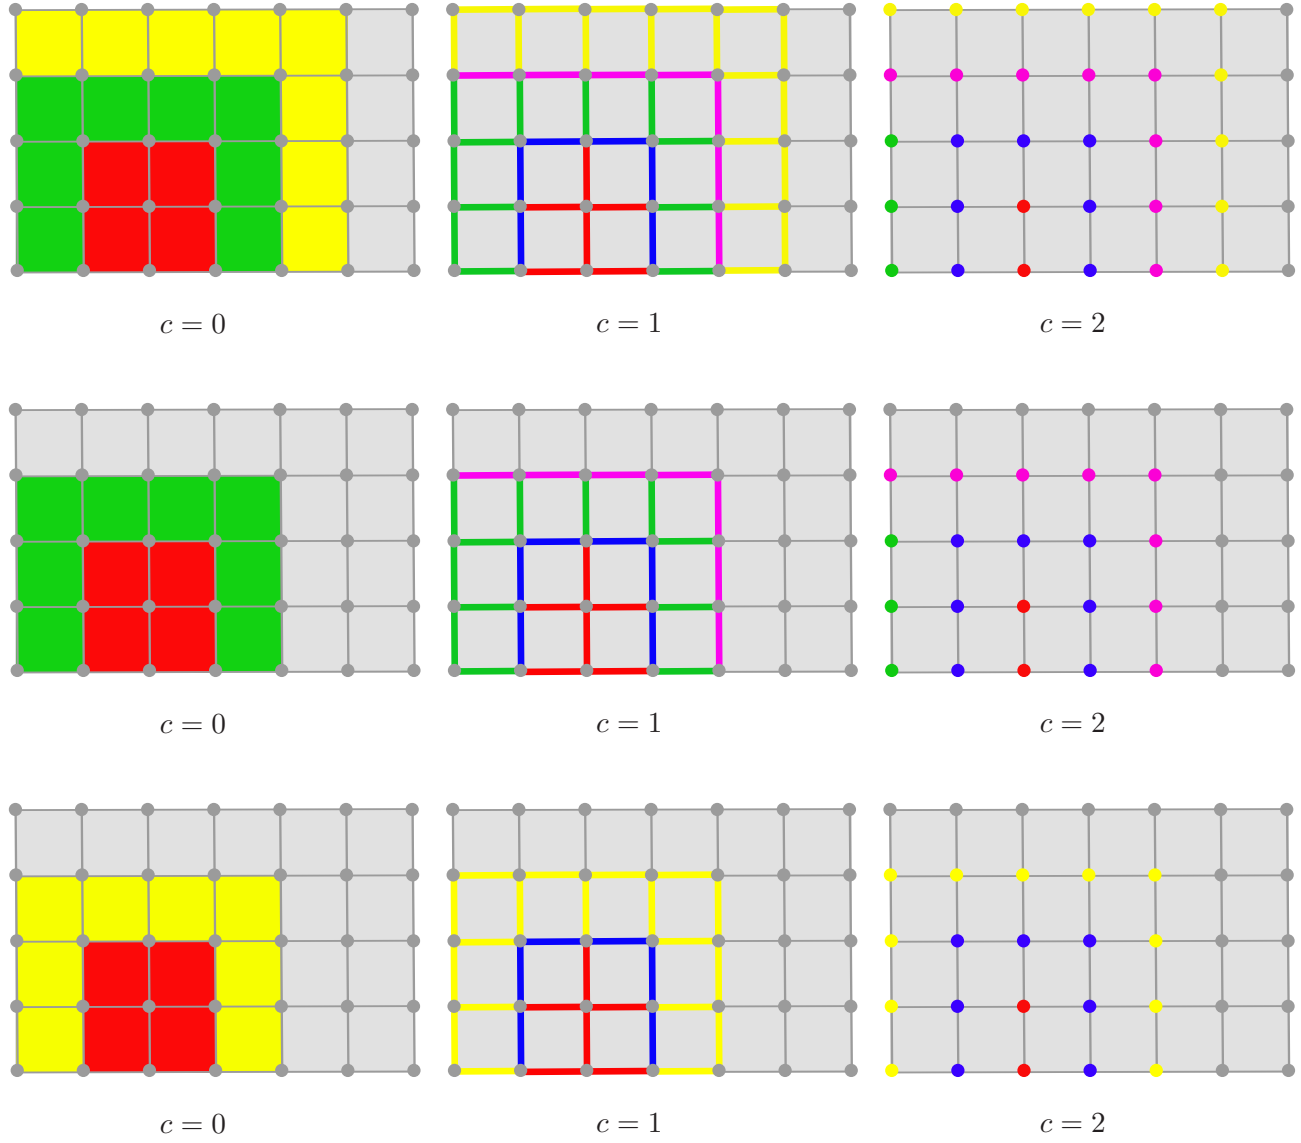 c = 0 c = 1 c = 2
c = 0 c = 1 c = 2
c = 0 c = 1 c = 2